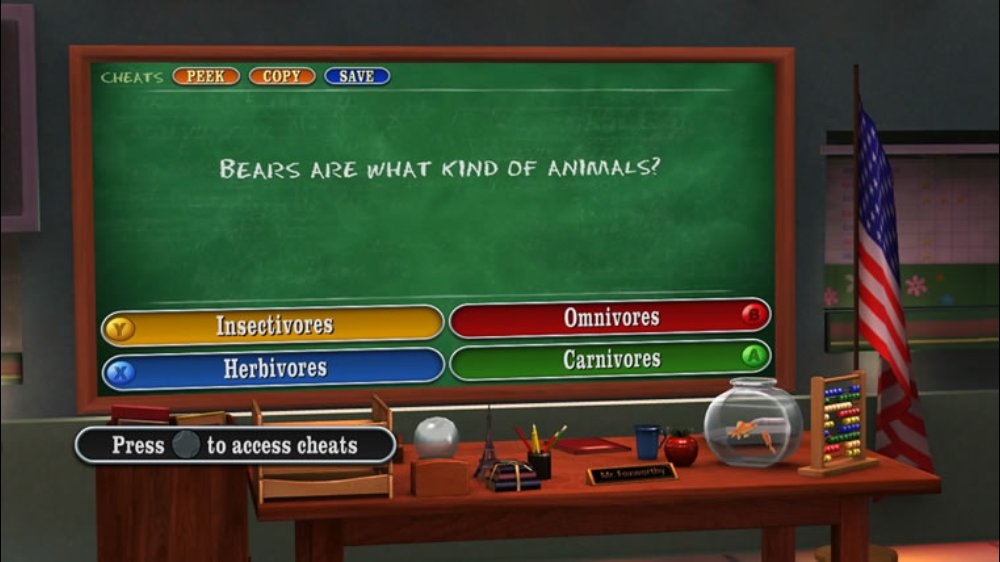 CHEATS PEEK COPY SAVE
BEARS ARE WHAT KIND OF ANIMALS?
Y Insectivores
Omnivores B
X Herbivores
Carnivores A
Press to access cheats
Mr. Foxworthy